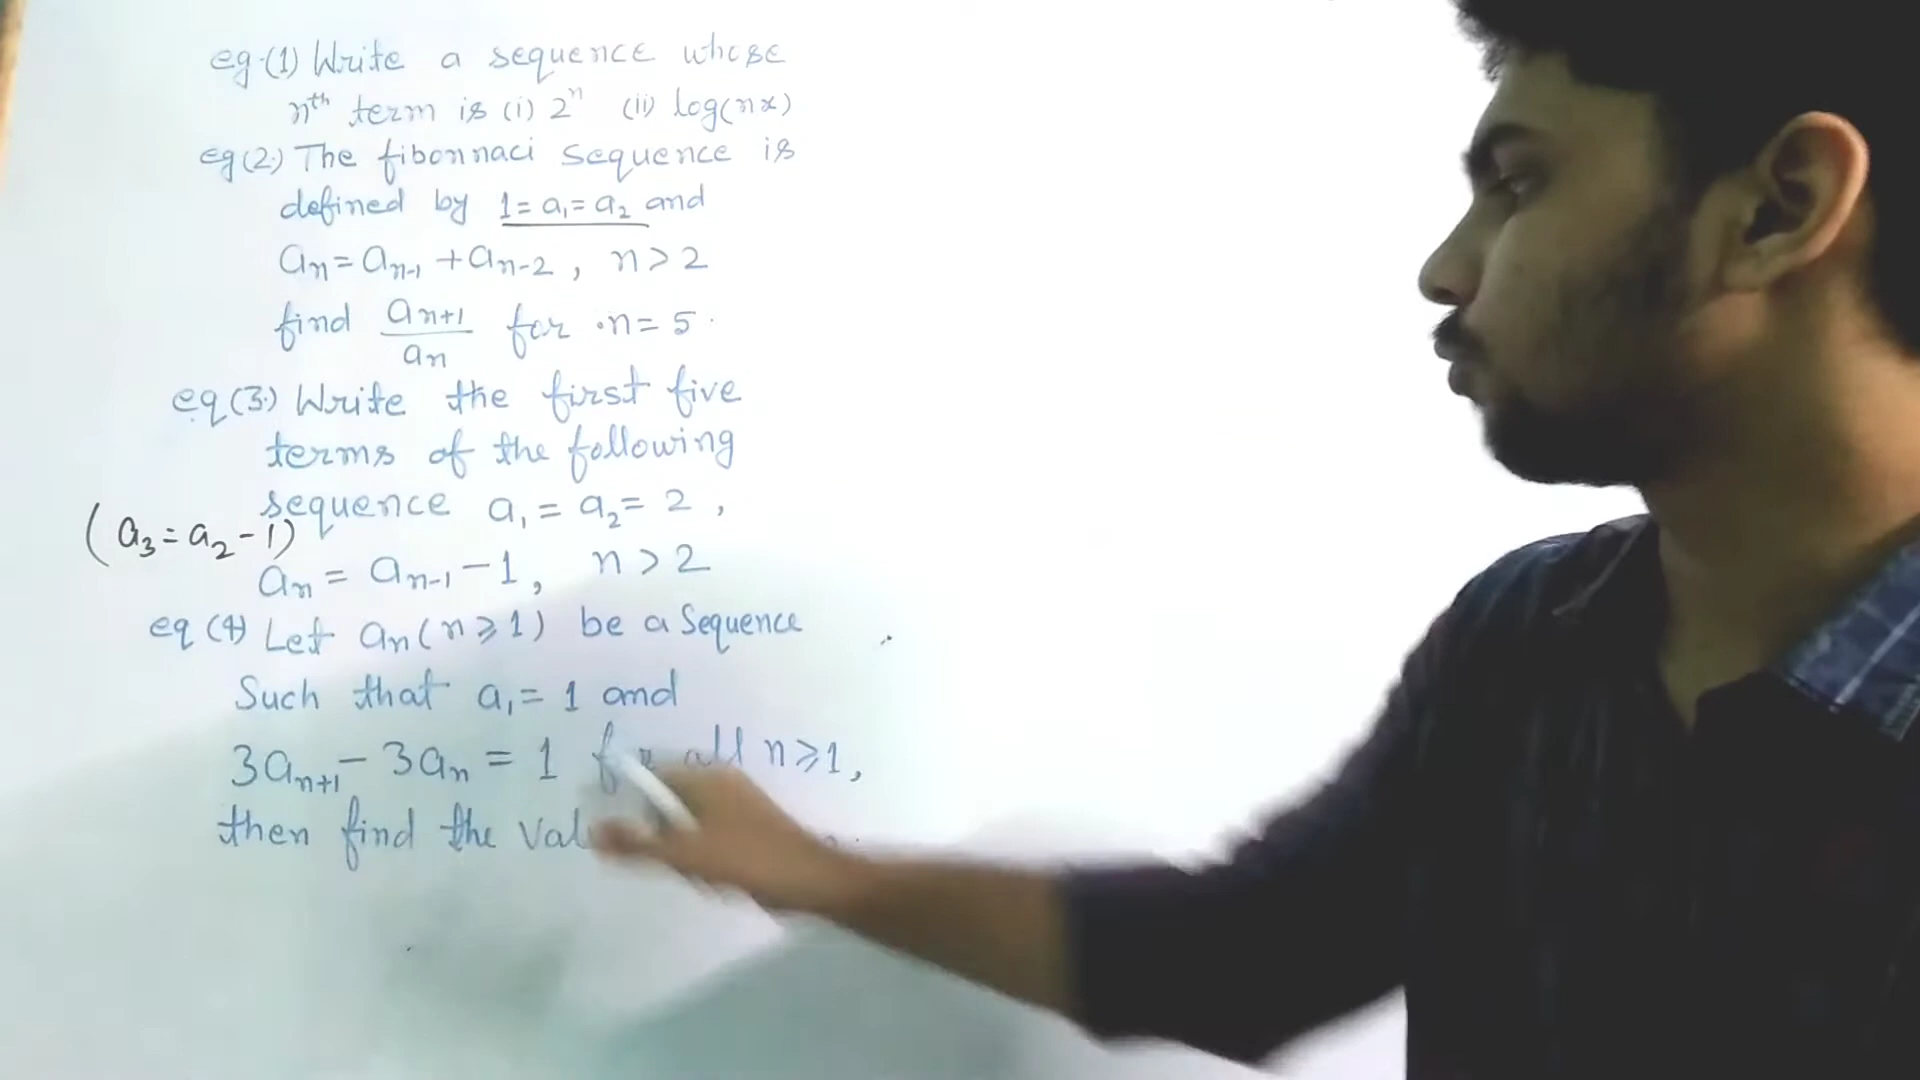 eg.(1) Write a sequence whose
nth term is (i) 2^n (ii) log(nx)
eg(2.) The fibonnaci sequence is
defined by 1=a₁=a₂ and
aₙ=aₙ₋₁+aₙ₋₂, n>2
find aₙ₊₁/aₙ for n=5.
eg(3.) Write the first five
terms of the following
sequence a₁=a₂=2,
(a₃=a₂-1)
aₙ=aₙ₋₁-1, n>2
eg(4) Let aₙ(n≥1) be a Sequence
Such that a₁=1 and
3aₙ₊₁-3aₙ=1 for all n≥1,
then find the